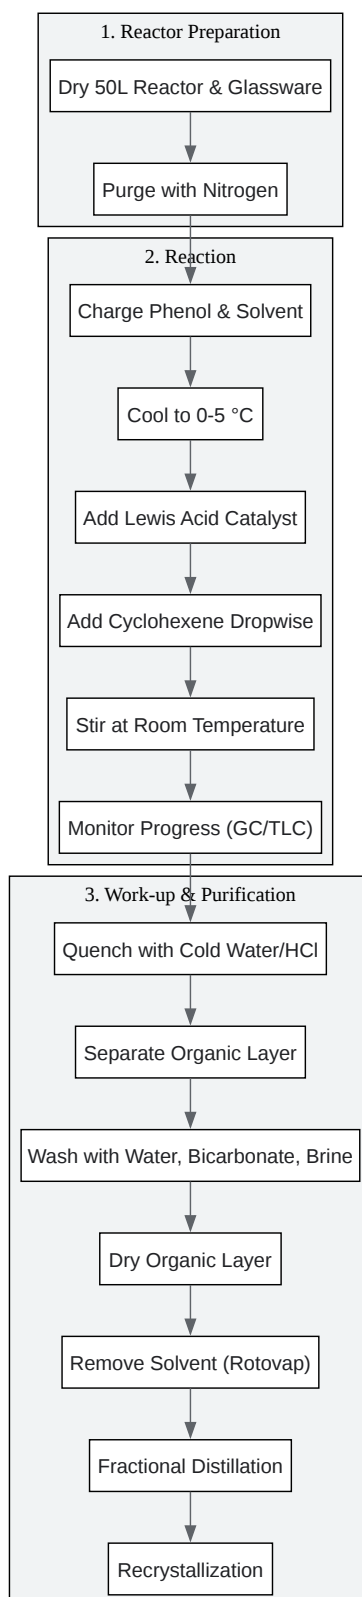 1. Reactor Preparation
Dry 50L Reactor & Glassware
Purge with Nitrogen
2. Reaction
Charge Phenol & Solvent
Cool to 0-5 °C
Add Lewis Acid Catalyst
Add Cyclohexene Dropwise
Stir at Room Temperature
Monitor Progress (GC/TLC)
3. Work-up & Purification
Quench with Cold Water/HCl
Separate Organic Layer
Wash with Water, Bicarbonate, Brine
Dry Organic Layer
Remove Solvent (Rotovap)
Fractional Distillation
Recrystallization